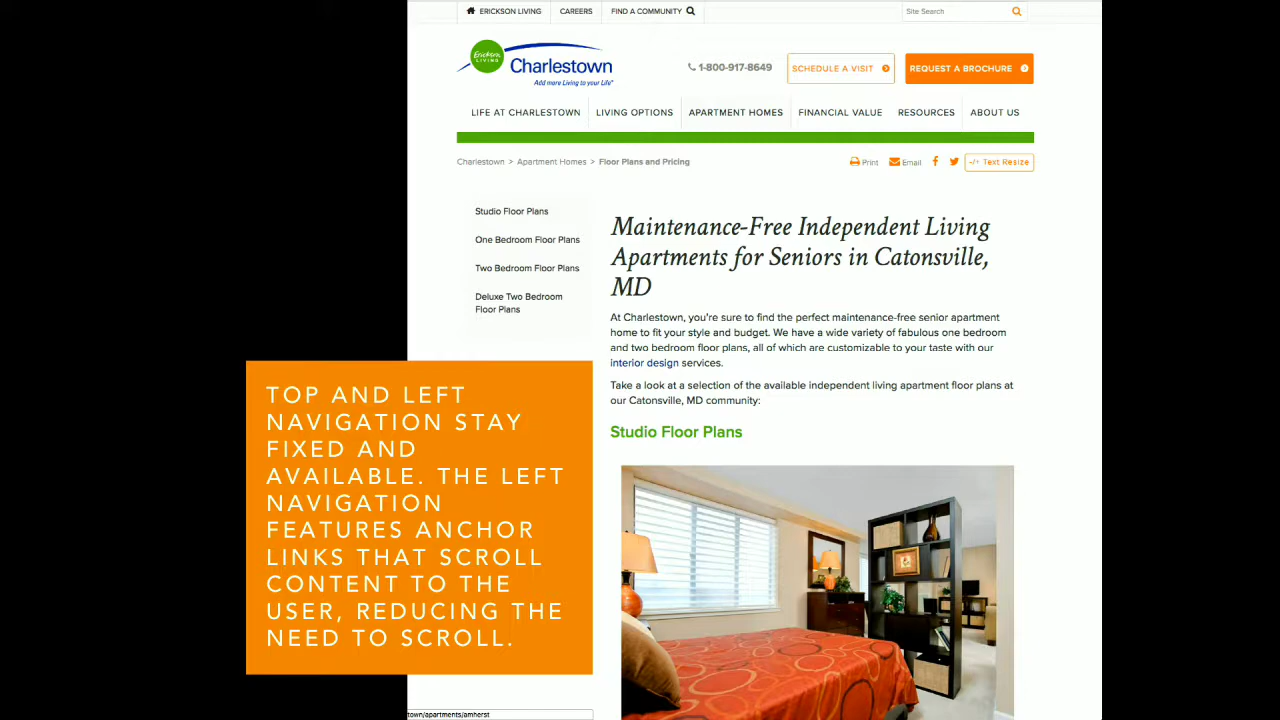 ERICKSON LIVING
CAREERS
FIND A COMMUNITY
Site Search
Erickson
LIVING
Charlestown
Add more Living to your Life®
1-800-917-8649
SCHEDULE A VISIT
REQUEST A BROCHURE
LIFE AT CHARLESTOWN
LIVING OPTIONS
APARTMENT HOMES
FINANCIAL VALUE
RESOURCES
ABOUT US
Charlestown > Apartment Homes > Floor Plans and Pricing
Print
Email
-/+ Text Resize
Studio Floor Plans
One Bedroom Floor Plans
Two Bedroom Floor Plans
Deluxe Two Bedroom
Floor Plans
Maintenance-Free Independent Living
Apartments for Seniors in Catonsville,
MD
At Charlestown, you're sure to find the perfect maintenance-free senior apartment
home to fit your style and budget. We have a wide variety of fabulous one bedroom
and two bedroom floor plans, all of which are customizable to your taste with our
interior design services.
Take a look at a selection of the available independent living apartment floor plans at
our Catonsville, MD community:
Studio Floor Plans
TOP AND LEFT
NAVIGATION STAY
FIXED AND
AVAILABLE. THE LEFT
NAVIGATION
FEATURES ANCHOR
LINKS THAT SCROLL
CONTENT TO THE
USER, REDUCING THE
NEED TO SCROLL.
town/apartments/amherst